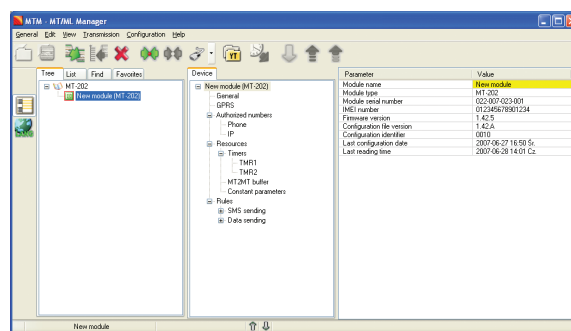 MTM - MT/ML Manager
General Edit View Transmission Configuration Help
YT
Tree List Find Favorites
MT-202
New module (MT-202)
Device
New module (MT-202)
General
GPRS
Authorized numbers
Phone
IP
Resources
Timers
TMR1
TMR2
MT2MT buffer
Constant parameters
Rules
SMS sending
Data sending
Parameter Value
Module name New module
Module type MT-202
Module serial number 022-007-023-001
IMEI number 012345678901234
Firmware version 1.42.5
Configuration file version 1.42.A
Configuration identifier 0010
Last configuration date 2007-06-27 16:50 Śr.
Last reading time 2007-06-28 14:01 Cz.
New module